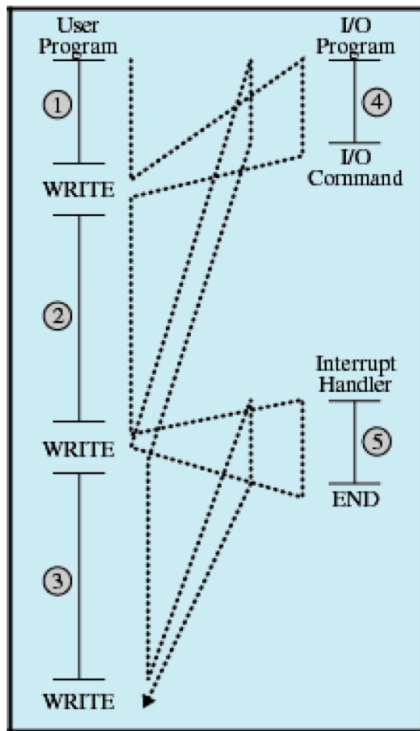 User
Program
1
WRITE
2
WRITE
3
WRITE
I/O
Program
4
I/O
Command
Interrupt
Handler
5
END